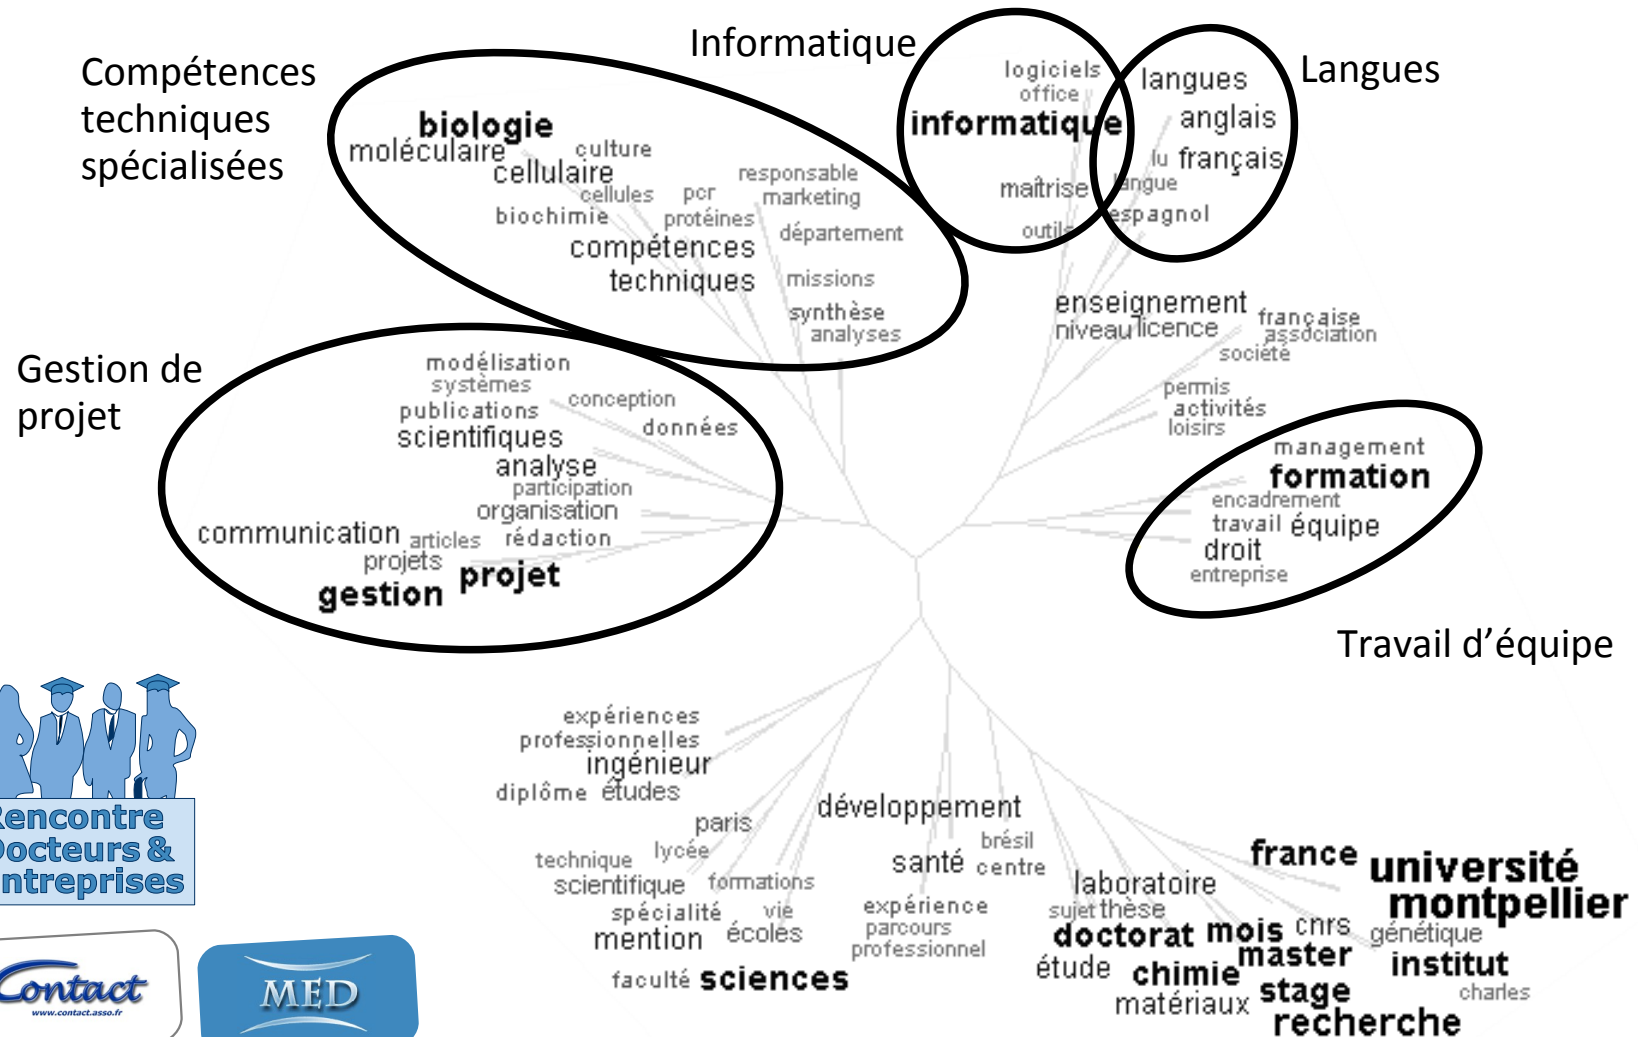 Compétences
techniques
spécialisées
Informatique
Langues
Gestion de
projet
Travail d'équipe
biologie
moléculaire
culture
cellulaire
cellules
pcr
responsable
marketing
biochimie
protéines
département
compétences
techniques
missions
synthèse
analyses
logiciels
office
informatique
maîtrise
outils
langues
anglais
lu français
langue
espagnol
enseignement
niveau licence
française
association
société
permis
activités
loisirs
management
formation
encadrement
travail équipe
droit
entreprise
modélisation
systèmes
conception
publications
données
scientifiques
analyse
participation
organisation
communication articles rédaction
projets
gestion projet
expériences
professionnelles
ingénieur
diplôme études
paris
technique lycée
scientifique formations
spécialité vie
mention écoles
faculté sciences
développement
brésil
santé centre
expérience
parcours
professionnel
laboratoire
sujet thèse
doctorat mois cnrs
étude chimie master
matériaux stage
recherche
france université
montpellier
génétique
institut
charles
Rencontre
Docteurs &
Entreprises
Contact
www.contact.asso.fr
MED